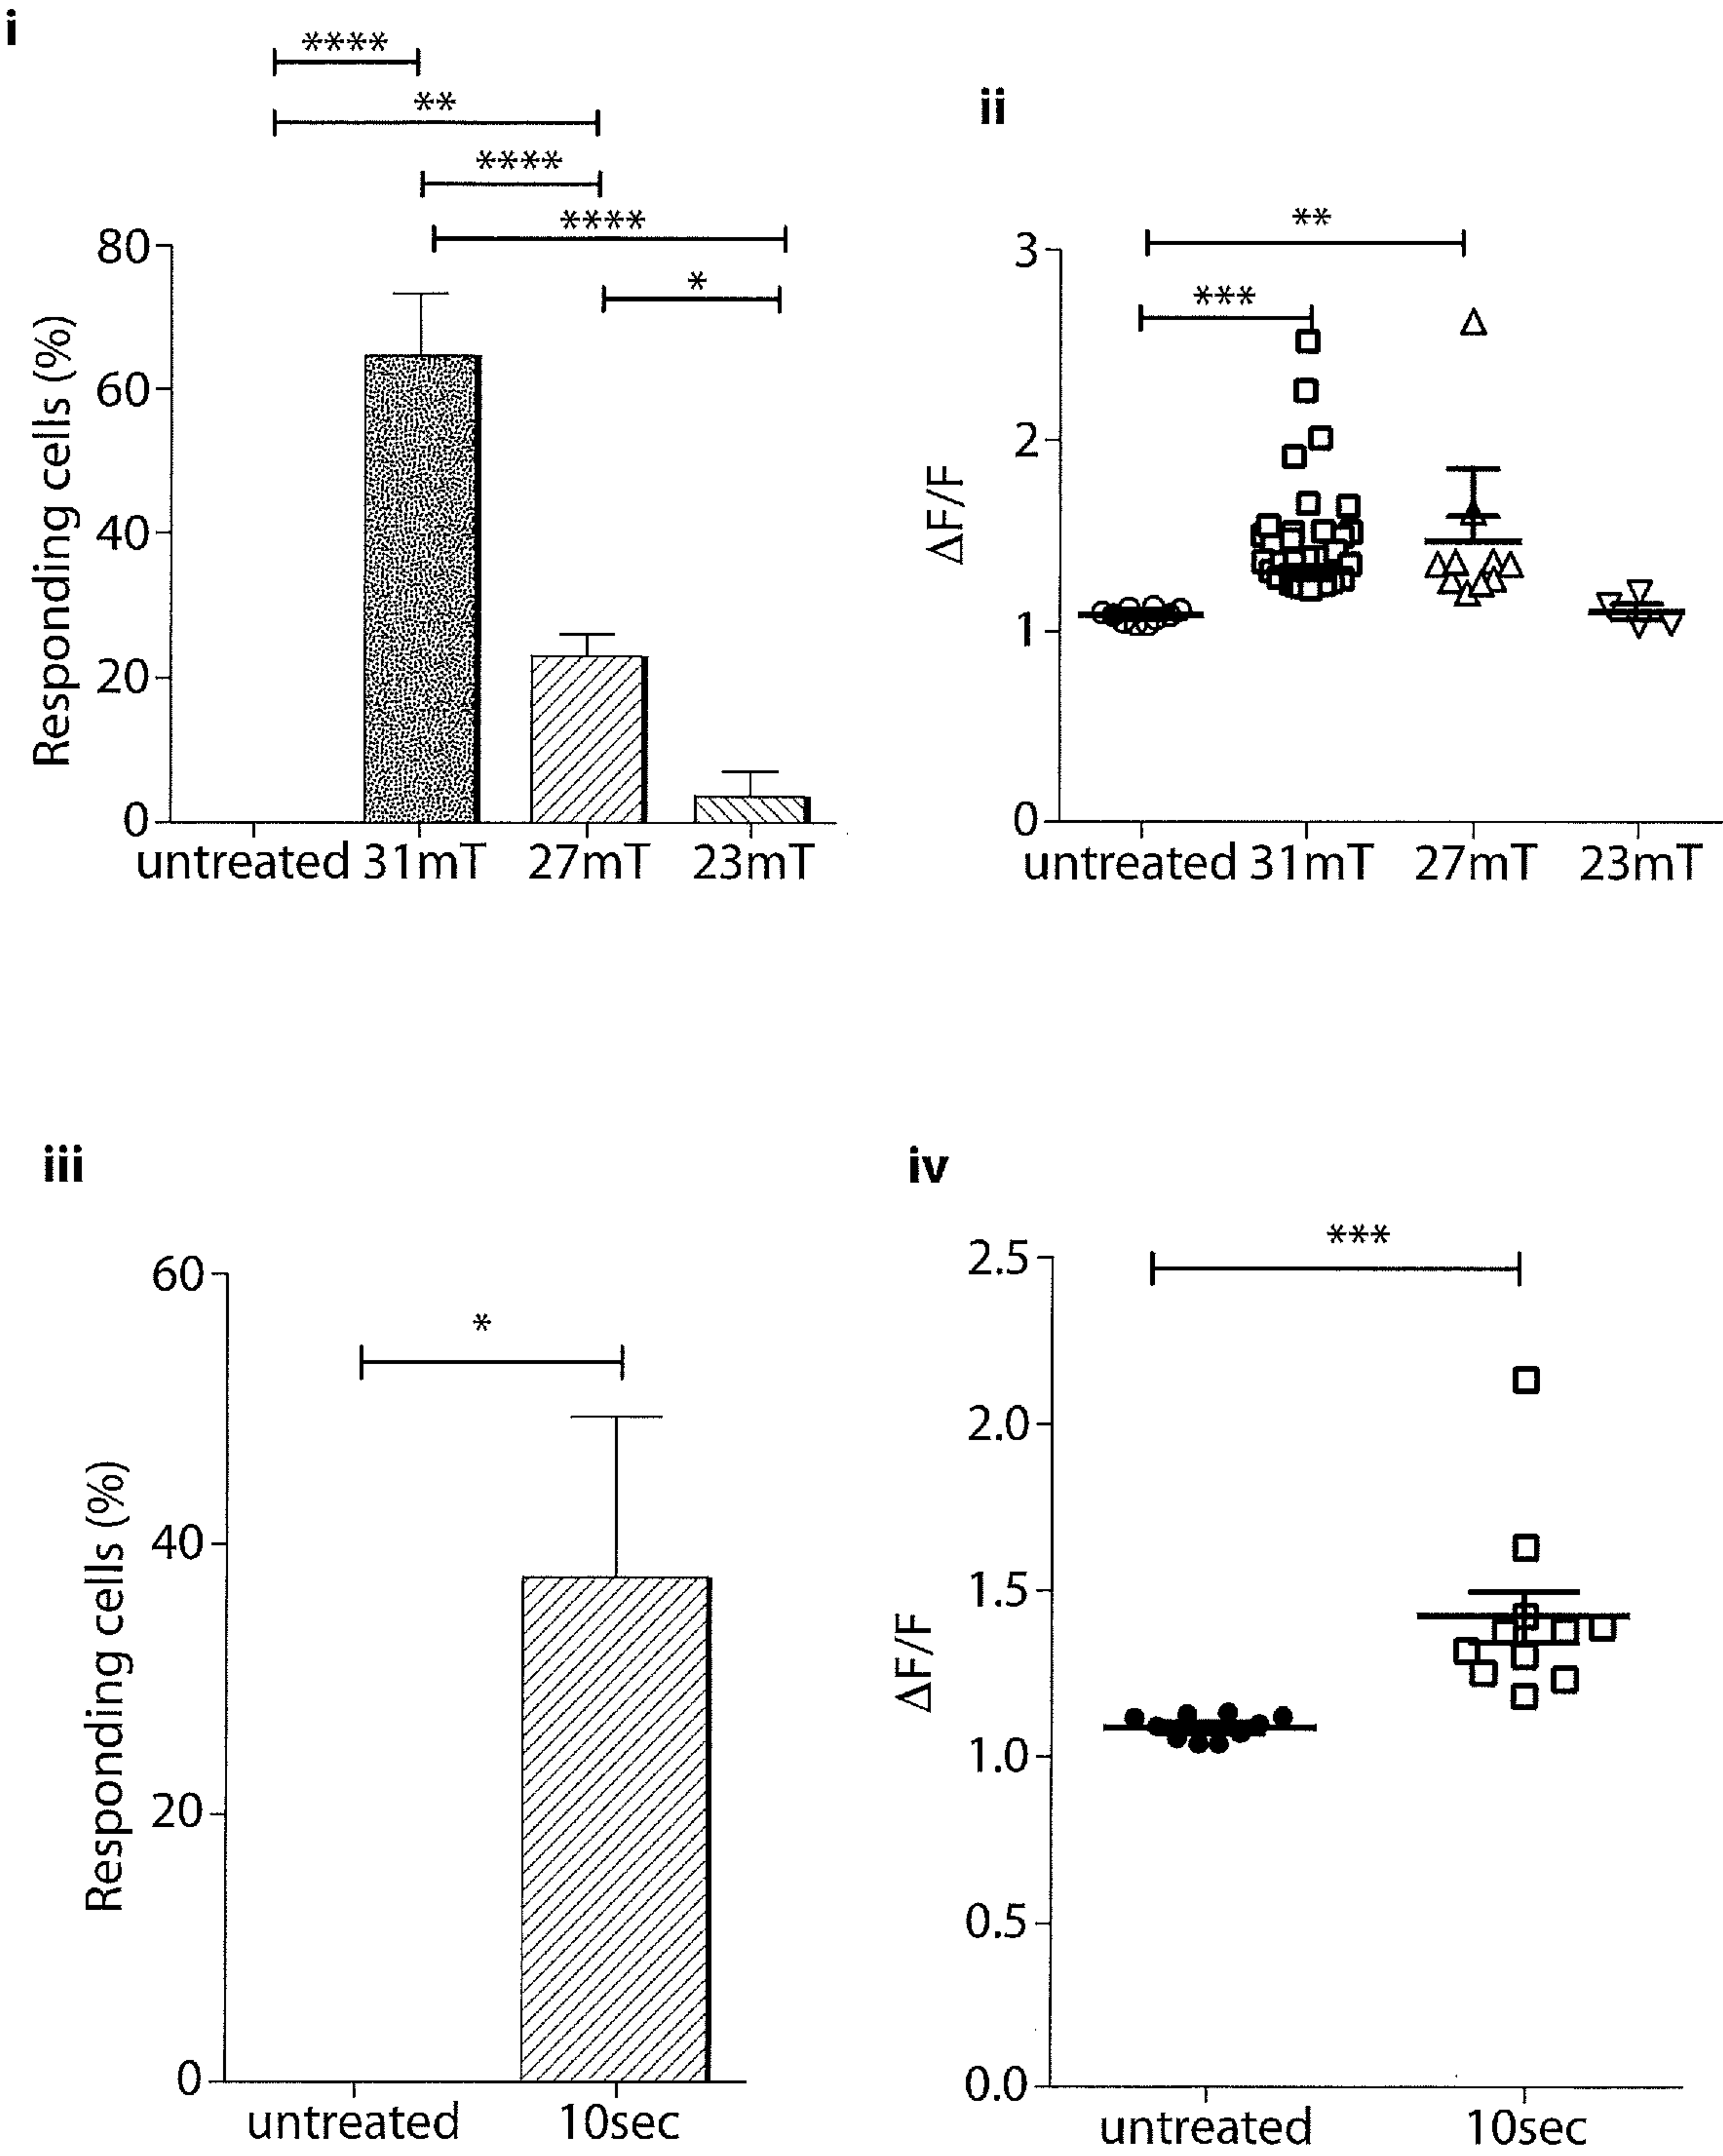 i
****
**
****
****
*
80
60
40
20
0
Responding cells (%)
untreated 31mT 27mT 23mT
ii
**
***
3
2
1
0
ΔF/F
untreated 31mT 27mT 23mT
iii
*
60
40
20
0
Responding cells (%)
untreated 10sec
iv
***
2.5
2.0
1.5
1.0
0.5
0.0
ΔF/F
untreated 10sec